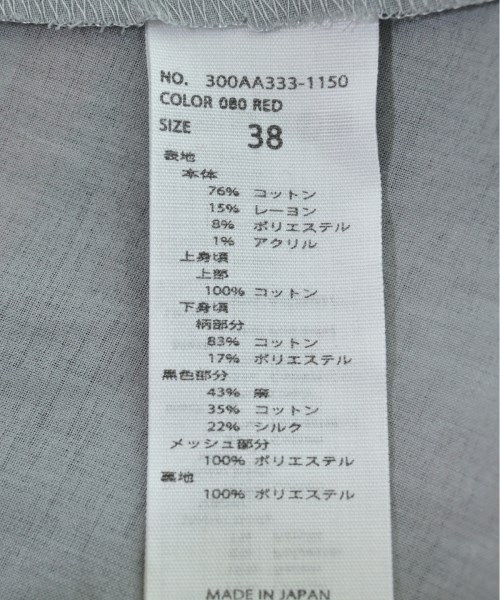 NO. 300AA333-1150
COLOR 080 RED
SIZE 38
表地
本体
76% コットン
15% レーヨン
8% ポリエステル
1% アクリル
上身頃
上部
100% コットン
下身頃
柄部分
83% コットン
17% ポリエステル
黒色部分
43% 麻
35% コットン
22% シルク
メッシュ部分
100% ポリエステル
裏地
100% ポリエステル
MADE IN JAPAN